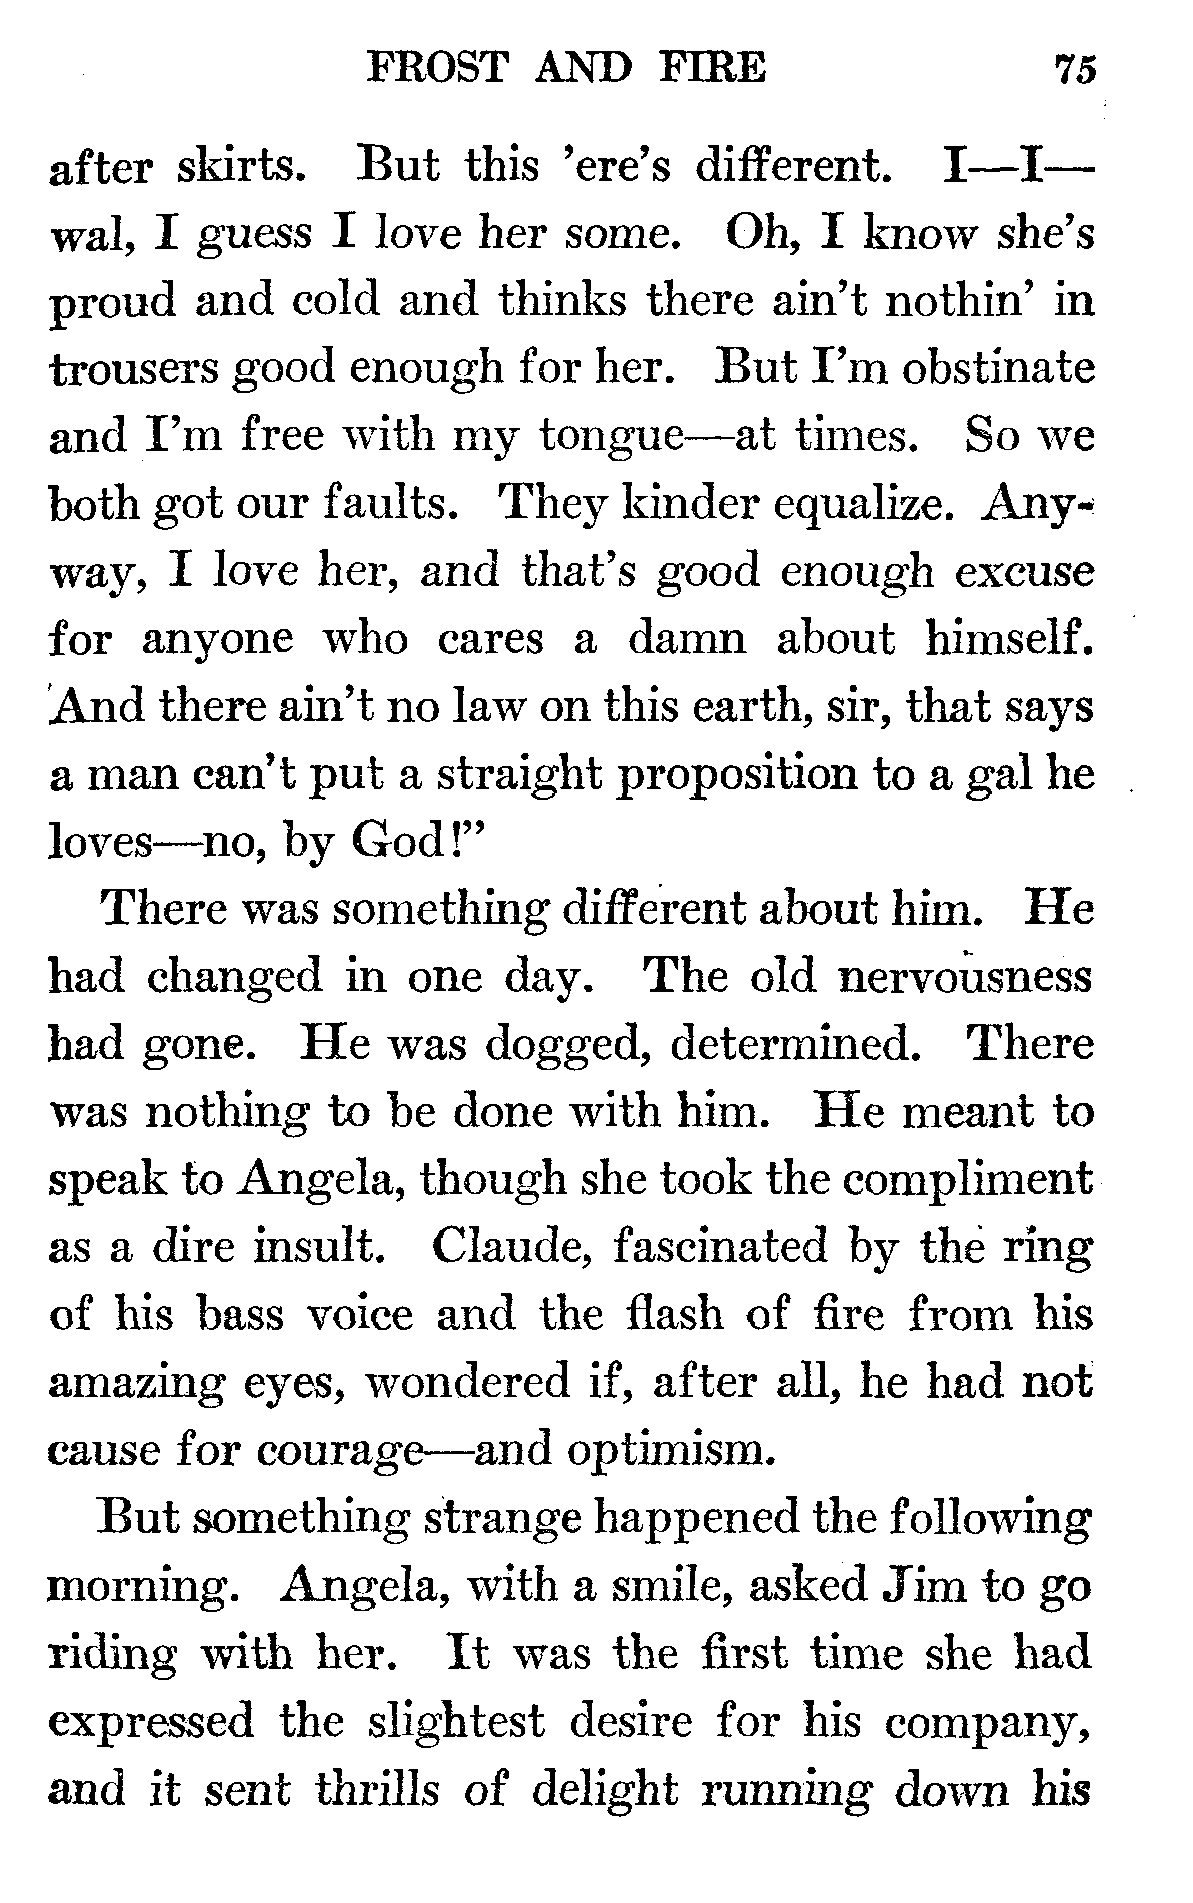 FROST AND FIRE 75
after skirts. But this ’ere’s different. I—I—
wal, I guess I love her some. Oh, I know she’s
proud and cold and thinks there ain’t nothin’ in
trousers good enough for her. But I’m obstinate
and I’m free with my tongue—at times. So we
both got our faults. They kinder equalize. Any-
way, I love her, and that’s good enough excuse
for anyone who cares a damn about himself.
And there ain’t no law on this earth, sir, that says
a man can’t put a straight proposition to a gal he
loves—no, by God!”
There was something different about him. He
had changed in one day. The old nervousness
had gone. He was dogged, determined. There
was nothing to be done with him. He meant to
speak to Angela, though she took the compliment
as a dire insult. Claude, fascinated by the ring
of his bass voice and the flash of fire from his
amazing eyes, wondered if, after all, he had not
cause for courage—and optimism.
But something strange happened the following
morning. Angela, with a smile, asked Jim to go
riding with her. It was the first time she had
expressed the slightest desire for his company,
and it sent thrills of delight running down his